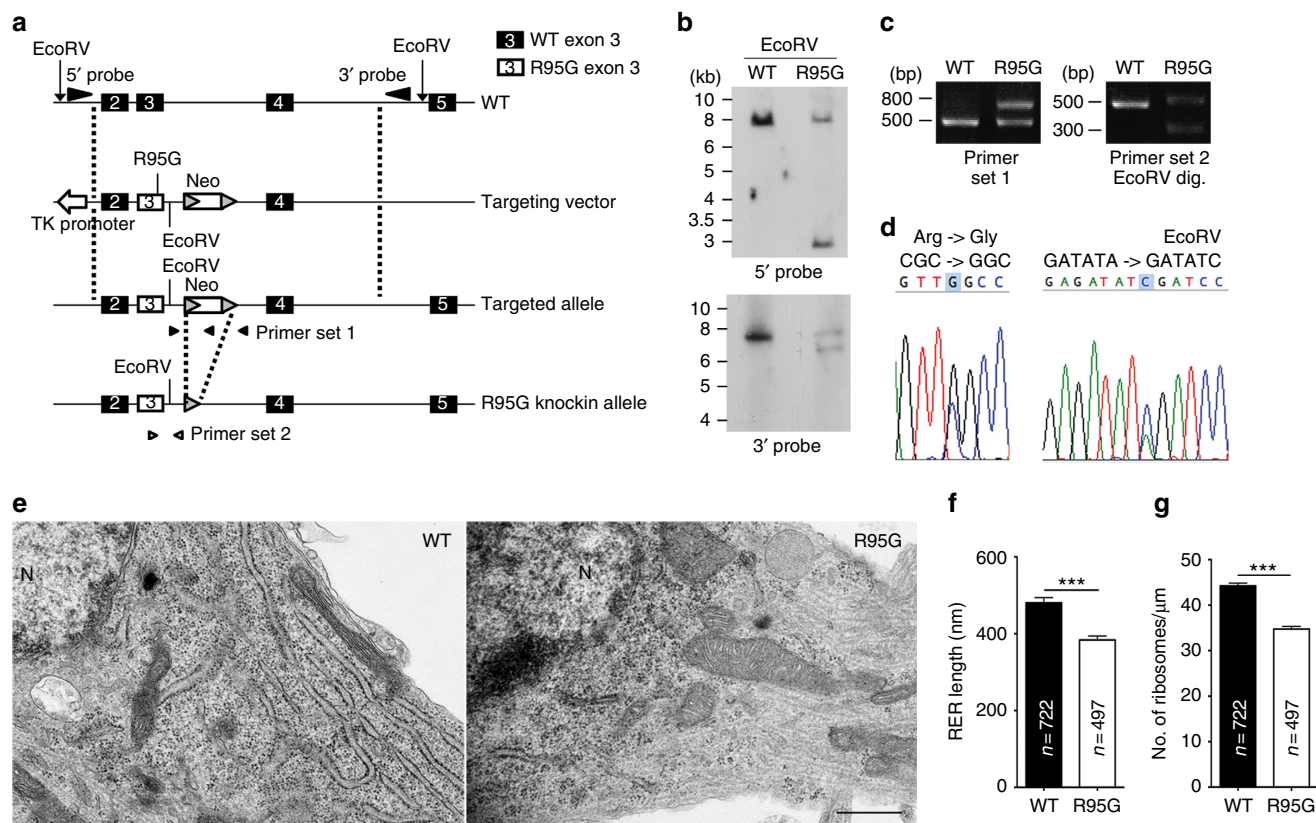 a
EcoRV
5′ probe
3′ probe
EcoRV
3 WT exon 3
3 R95G exon 3
2 3 4 5 WT
R95G
Neo
2 3 4 Targeting vector
TK promoter
EcoRV
EcoRV
Neo
2 3 4 5 Targeted allele
Primer set 1
EcoRV
2 3 4 5 R95G knockin allele
Primer set 2
b
EcoRV
(kb) WT R95G
10
8
6
5
4
3.5
3
5′ probe
10
8
6
5
4
3′ probe
c
(bp) WT R95G
800
500
Primer
set 1
(bp) WT R95G
500
300
Primer set 2
EcoRV dig.
d
Arg -> Gly
CGC -> GGC
G T T G G C C
EcoRV
GATATA -> GATATC
G A G A T A T C G A T C C
e
WT
N
R95G
N
f
RER length (nm)
600
400
200
0
***
n = 722
n = 497
WT R95G
g
No. of ribosomes/μm
50
40
30
20
10
0
***
n = 722
n = 497
WT R95G